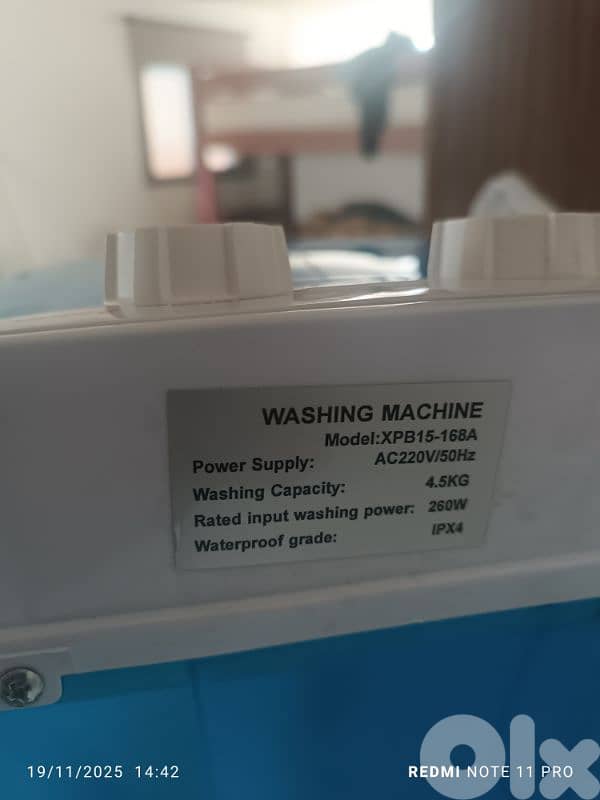 WASHING MACHINE
Model:XPB15-168A
Power Supply: AC220V/50Hz
Washing Capacity: 4.5KG
Rated input washing power: 260W
Waterproof grade: IPX4
19/11/2025 14:42
REDMI NOTE 11 PRO
Olx